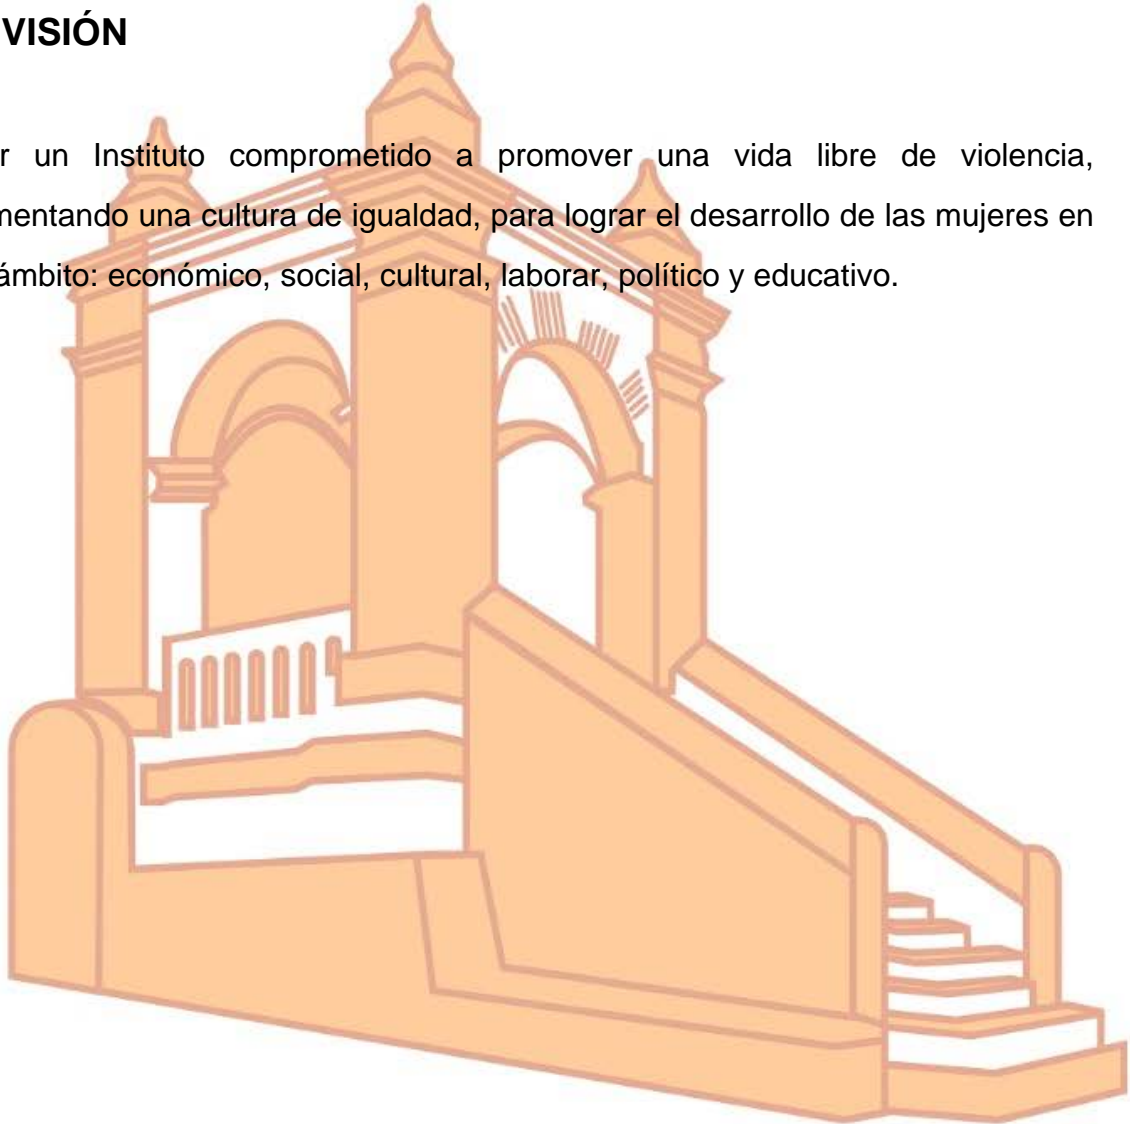 VISIÓN
r un Instituto comprometido a promover una vida libre de violencia,
mentando una cultura de igualdad, para lograr el desarrollo de las mujeres en
ámbito: económico, social, cultural, laborar, político y educativo.